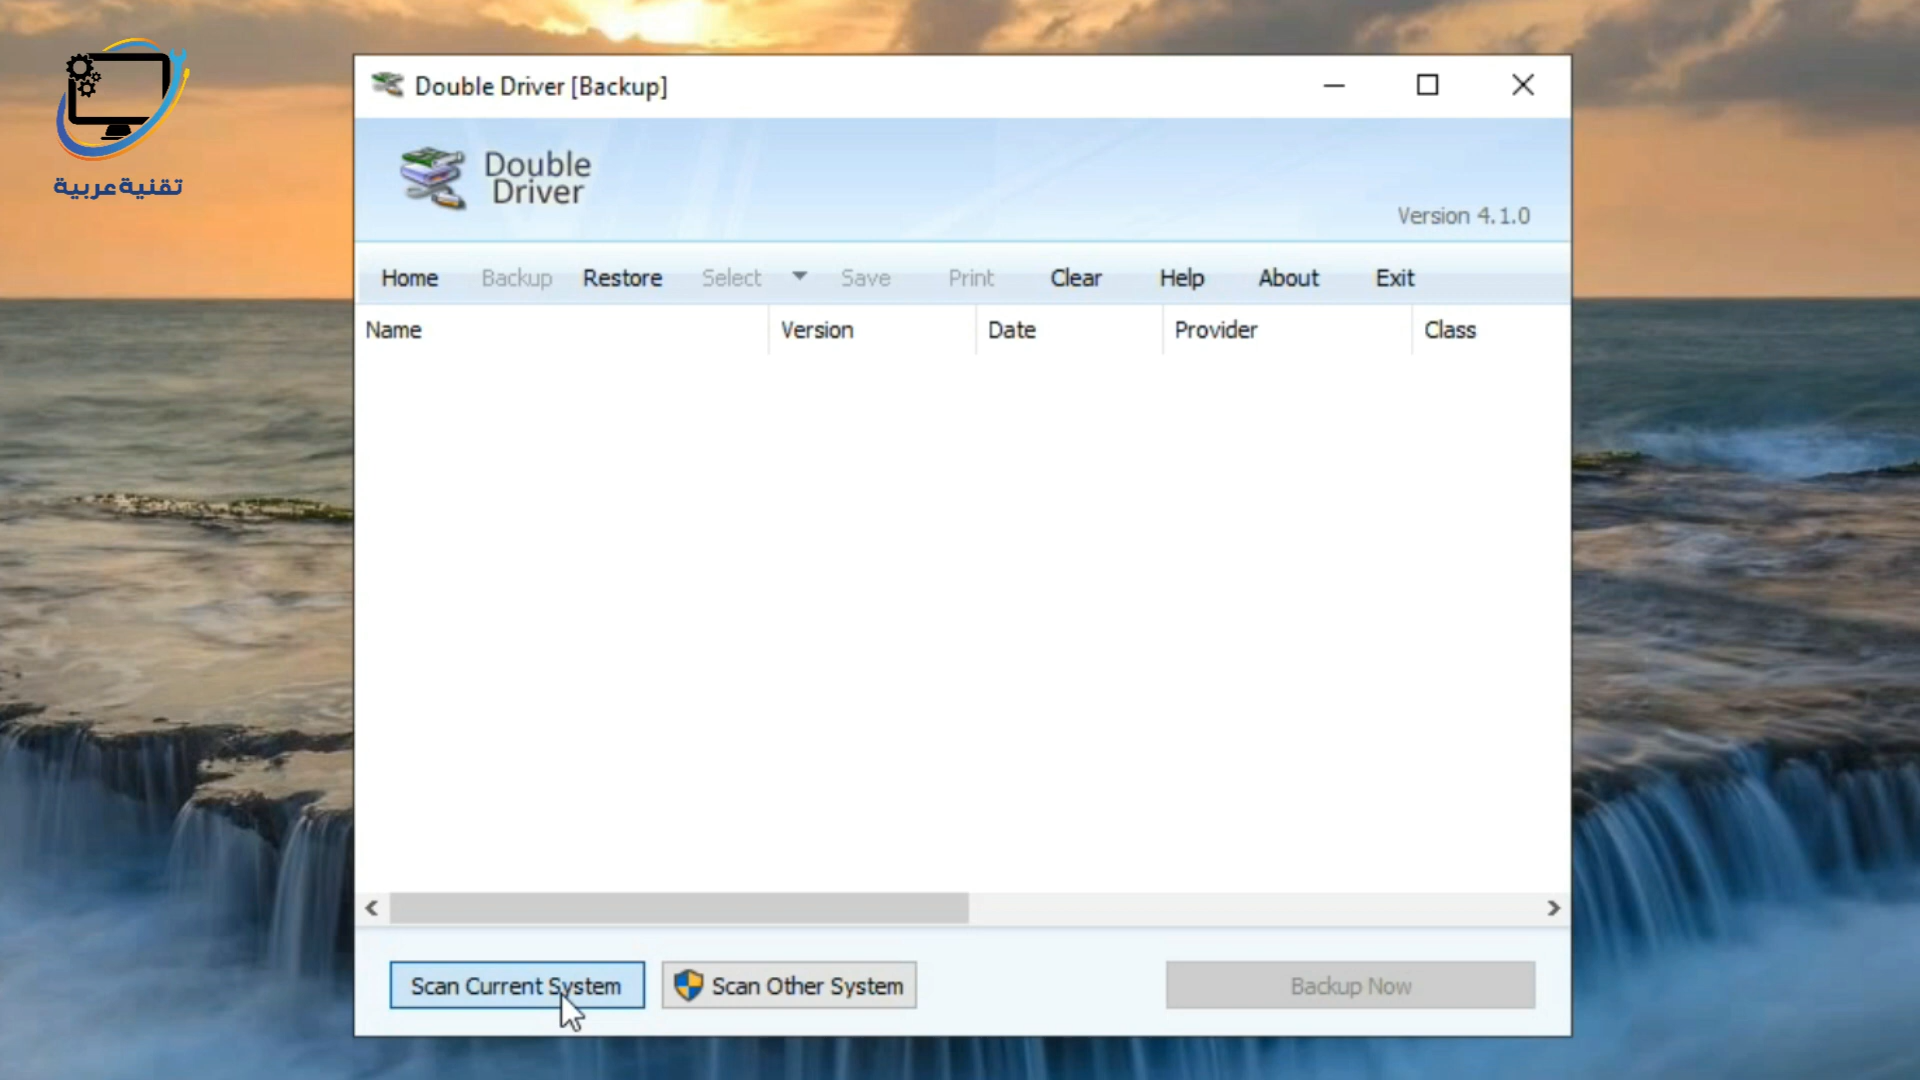 تقنية عربية
Double Driver [Backup]
Double
Driver
Version 4.1.0
Home Backup Restore Select Save Print Clear Help About Exit
Name Version Date Provider Class
Scan Current System Scan Other System Backup Now